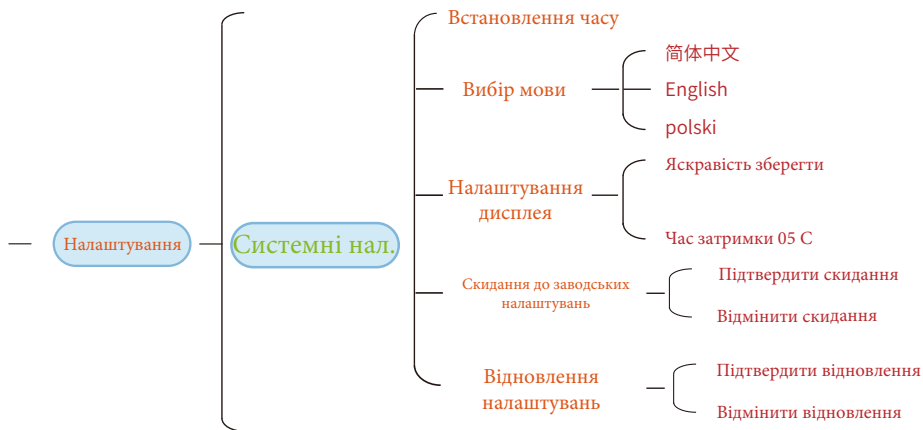 Налаштування
Системні нал.
Встановлення часу
Вибір мови
简体中文
English
polski
Налаштування
дисплея
Яскравість зберегти
Час затримки 05 С
Скидання до заводських
налаштувань
Підтвердити скидання
Відмінити скидання
Відновлення
налаштувань
Підтвердити відновлення
Відмінити відновлення